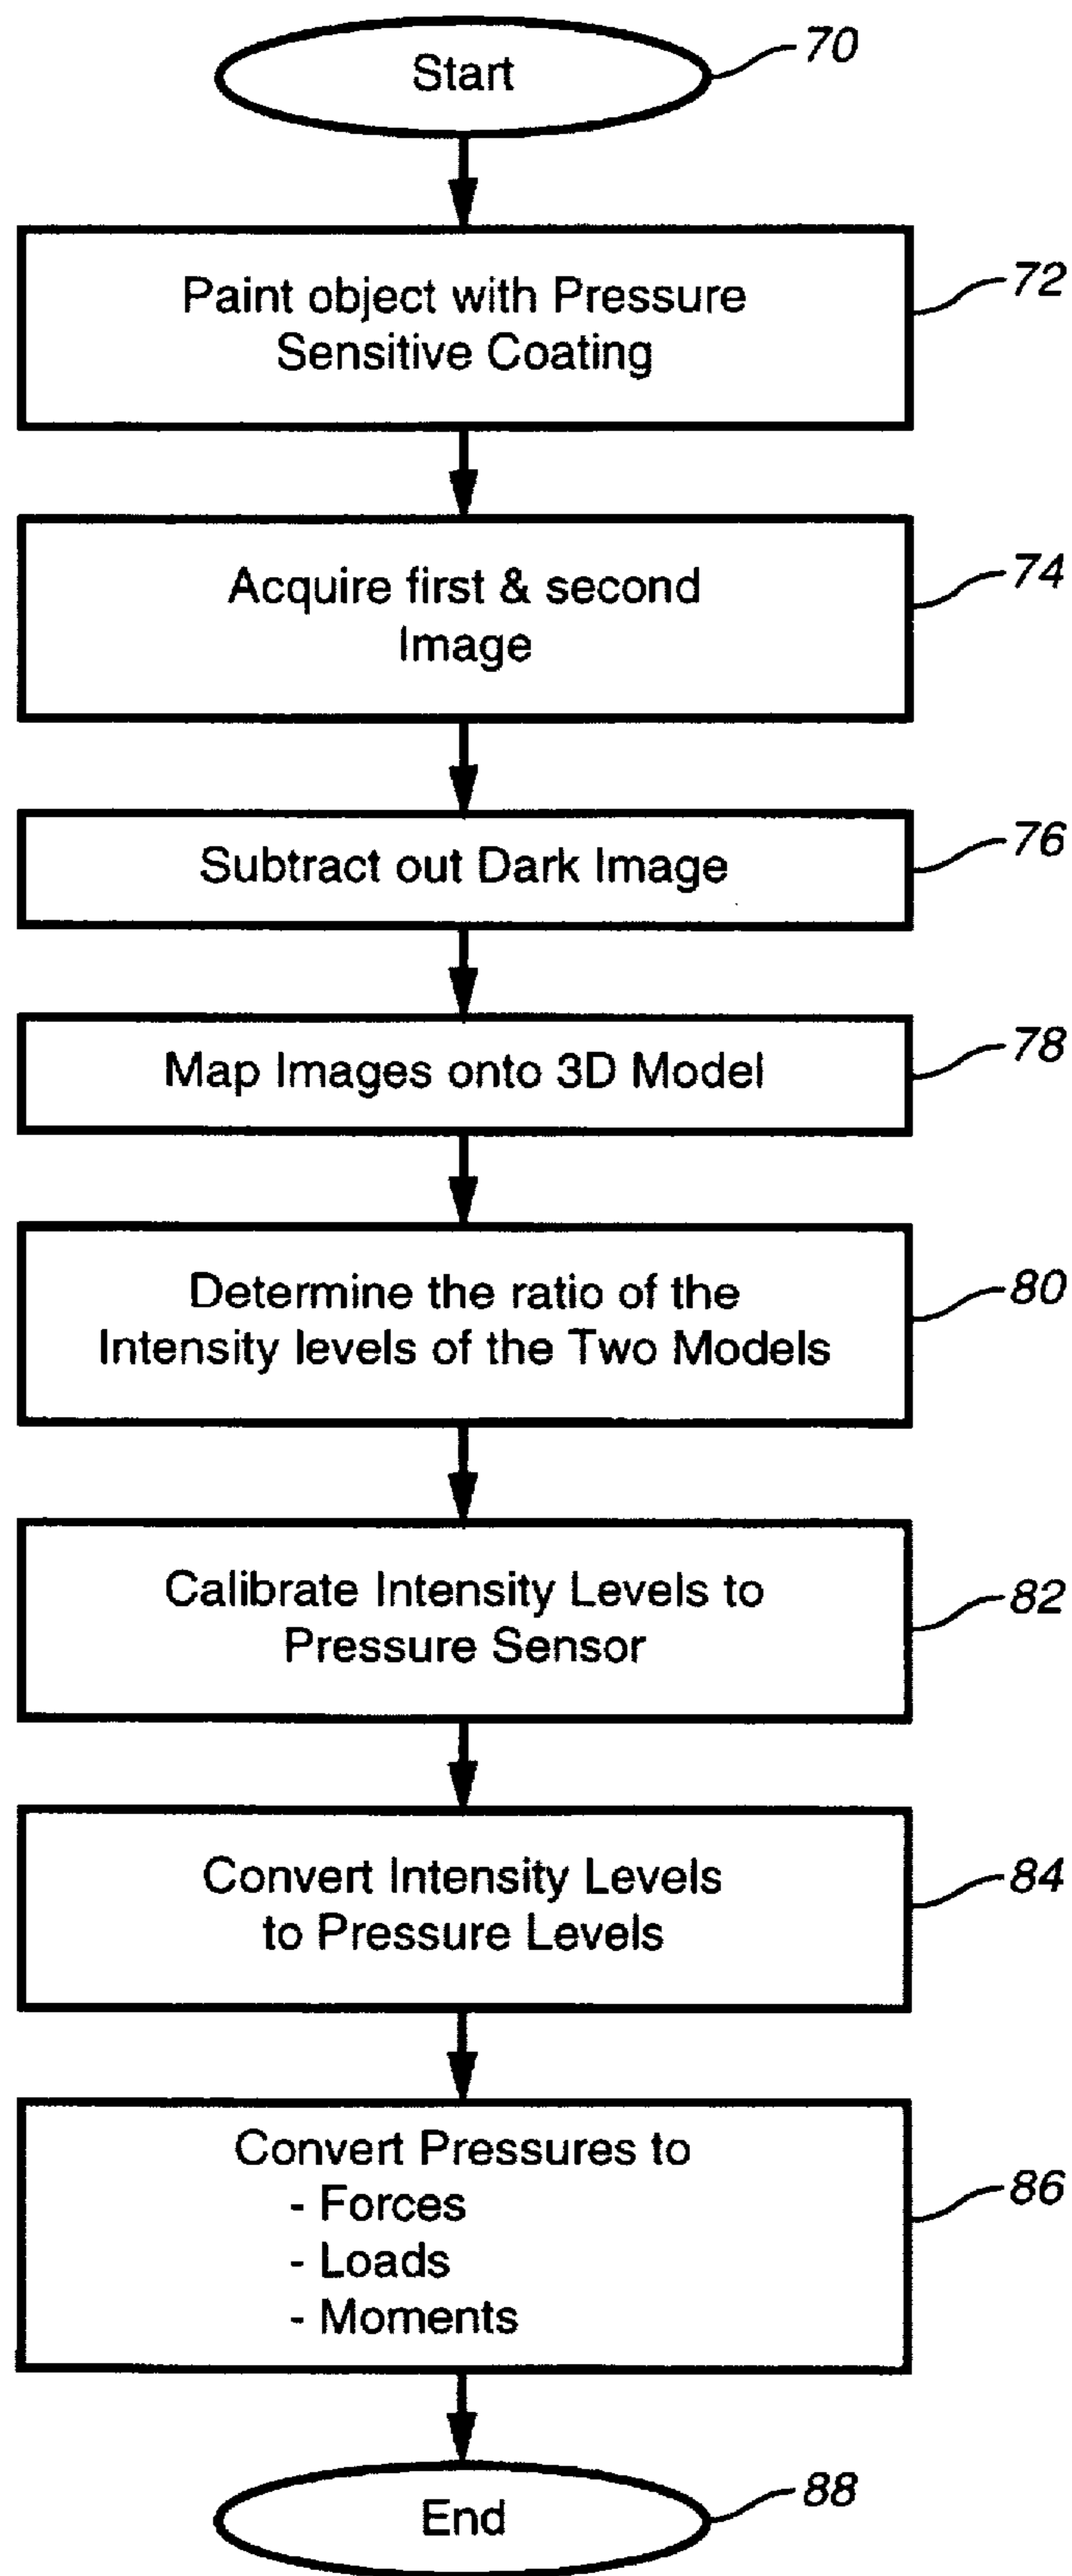 Start
70
Paint object with Pressure
Sensitive Coating
72
Acquire first & second
Image
74
Subtract out Dark Image
76
Map Images onto 3D Model
78
Determine the ratio of the
Intensity levels of the Two Models
80
Calibrate Intensity Levels to
Pressure Sensor
82
Convert Intensity Levels
to Pressure Levels
84
Convert Pressures to
- Forces
- Loads
- Moments
86
End
88